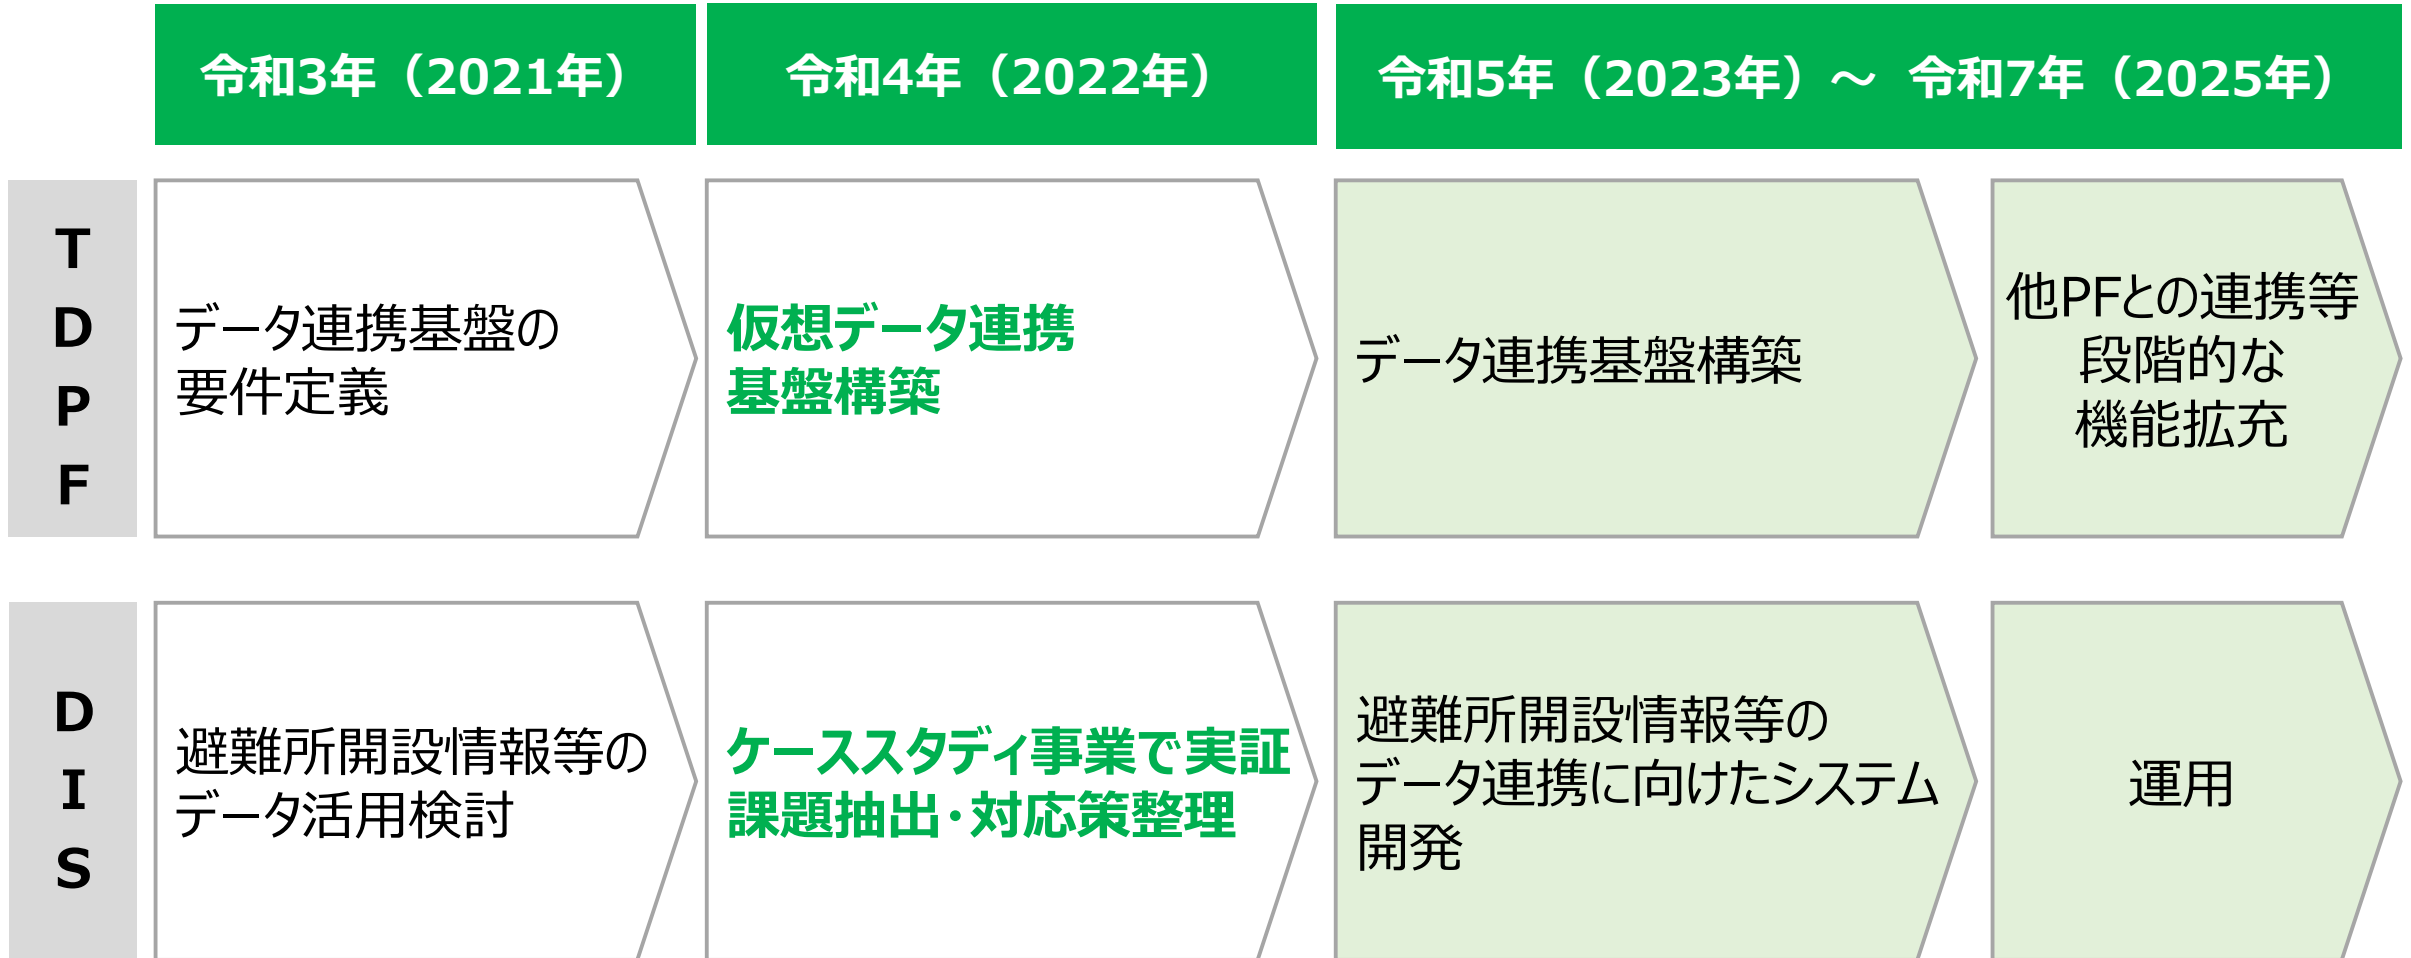 令和3年（2021年）
令和4年（2022年）
令和5年（2023年）～ 令和7年（2025年）
TDPF
データ連携基盤の
要件定義
仮想データ連携
基盤構築
データ連携基盤構築
他PFとの連携等
段階的な
機能拡充
DIS
避難所開設情報等の
データ活用検討
ケーススタディ事業で実証
課題抽出・対応策整理
避難所開設情報等の
データ連携に向けたシステム
開発
運用